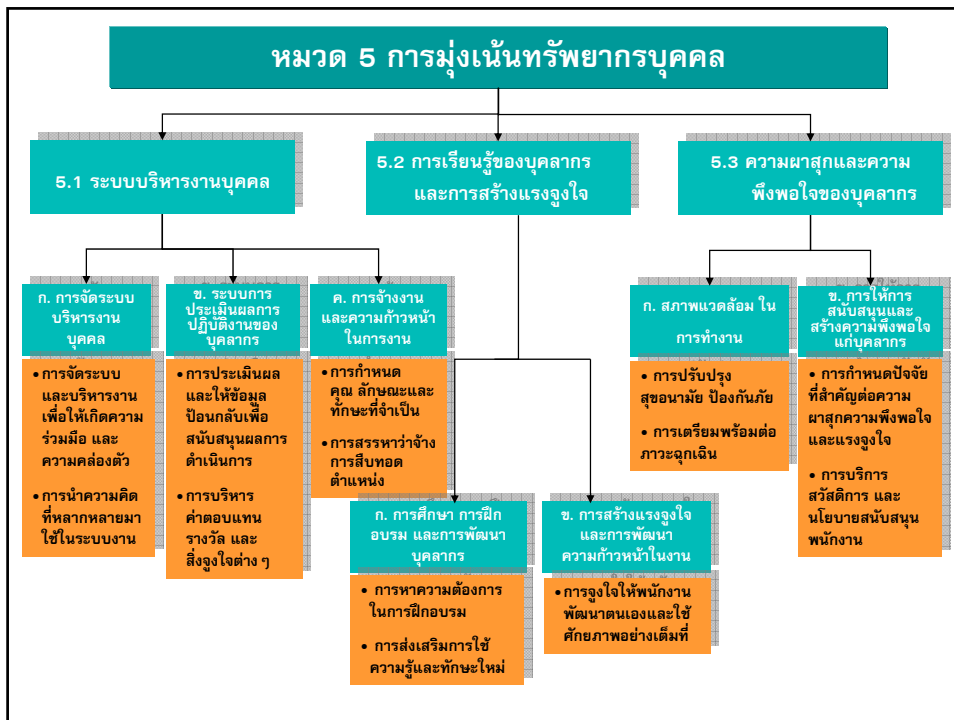 หมวด 5 การมุ่งเน้นทรัพยากรบุคคล
5.1 ระบบบริหารงานบุคคล
5.2 การเรียนรู้ของบุคลากร
และการสร้างแรงจูงใจ
5.3 ความผาสุกและความ
พึงพอใจของบุคลากร
ก. การจัดระบบ
บริหารงาน
บุคคล
• การจัดระบบ
และบริหารงาน
เพื่อให้เกิดความ
ร่วมมือ และ
ความคล่องตัว
• การนำความคิด
ที่หลากหลายมา
ใช้ในระบบงาน
ข. ระบบการ
ประเมินผลการ
ปฏิบัติงานของ
บุคลากร
• การประเมินผล
และให้ข้อมูล
ป้อนกลับเพื่อ
สนับสนุนผลการ
ดำเนินการ
• การบริหาร
ค่าตอบแทน
รางวัล และ
สิ่งจูงใจต่าง ๆ
ค. การจ้างงาน
และความก้าวหน้า
ในการงาน
• การกำหนด
คุณ ลักษณะและ
ทักษะที่จำเป็น
• การสรรหาว่าจ้าง
การสืบทอด
ตำแหน่ง
ก. การศึกษา การฝึก
อบรม และการพัฒนา
บุคลากร
• การหาความต้องการ
ในการฝึกอบรม
• การส่งเสริมการใช้
ความรู้และทักษะใหม่
ข. การสร้างแรงจูงใจ
และการพัฒนา
ความก้าวหน้าในงาน
• การจูงใจให้พนักงาน
พัฒนาตนเองและใช้
ศักยภาพอย่างเต็มที่
ก. สภาพแวดล้อม ใน
การทำงาน
• การปรับปรุง
สุขอนามัย ป้องกันภัย
• การเตรียมพร้อมต่อ
ภาวะฉุกเฉิน
ข. การให้การ
สนับสนุนและ
สร้างความพึงพอใจ
แก่บุคลากร
• การกำหนดปัจจัย
ที่สำคัญต่อความ
ผาสุกความพึงพอใจ
และแรงจูงใจ
• การบริการ
สวัสดิการ และ
นโยบายสนับสนุน
พนักงาน